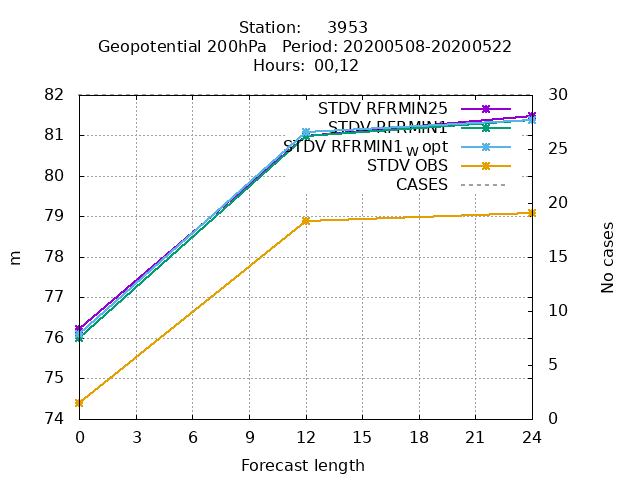 Station: 3953
Geopotential 200hPa Period: 20200508-20200522
Hours: 00,12
82 30
STDV RFRMIN25
STDV RFRMIN1
STDV RFRMIN1_W opt
STDV OBS
CASES
81
80
79
78
77
76
75
74
25
20
15
10
5
0
m
No cases
0 3 6 9 12 15 18 21 24
Forecast length